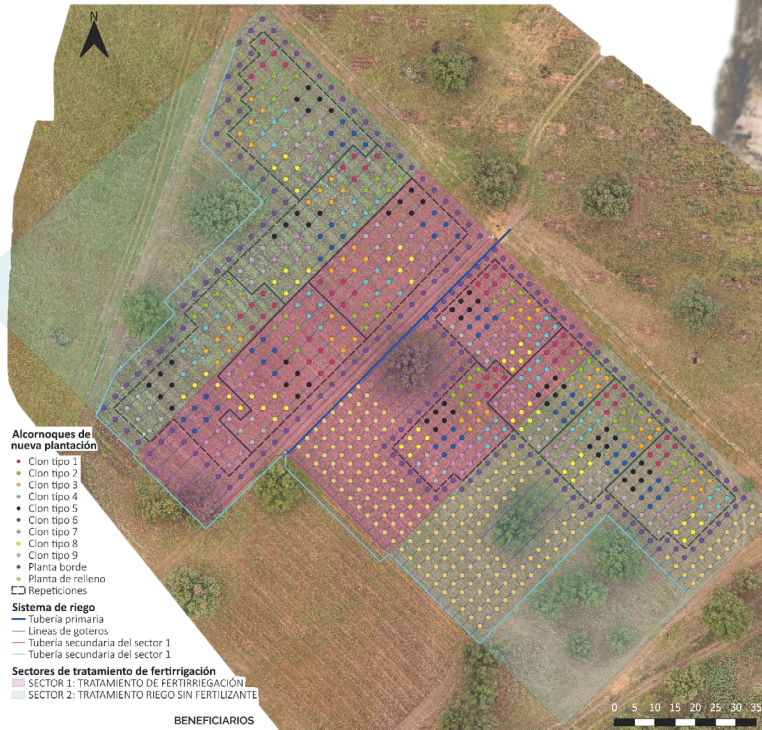 N
Alcornoques de
nueva plantación
Clon tipo 1
Clon tipo 2
Clon tipo 3
Clon tipo 4
Clon tipo 5
Clon tipo 6
Clon tipo 7
Clon tipo 8
Clon tipo 9
Planta borde
Planta de relleno
Repeticiones
Sistema de riego
Tubería primaria
Lineas de goteros
Tubería secundaria del sector 1
Tubería secundaria del sector 1
Sectores de tratamiento de fertirrigación
SECTOR 1: TRATAMIENTO DE FERTIRRIEGACIÓN
SECTOR 2: TRATAMIENTO RIEGO SIN FERTILIZANTE
BENEFICIARIOS
0 5 10 15 20 25 30 35